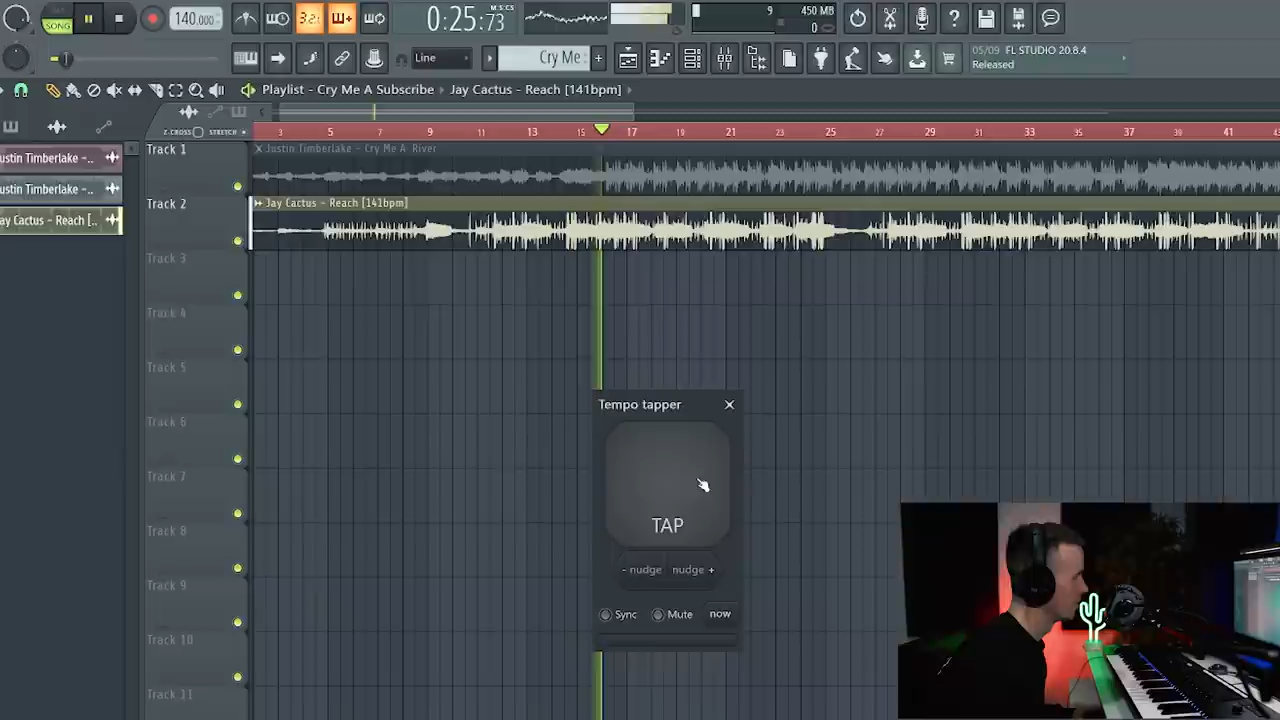 SONG 140.000 32: 0:25:73 M:S:CS 9 450 MB
0
Line Cry Me 05/09 FL STUDIO 20.8.4
Released
Playlist - Cry Me A Subscribe › Jay Cactus - Reach [141bpm] ›
Z-CROSS STRETCH 3 5 7 9 11 13 15 17 19 21 23 25 27 29 31 33 35 37 39 41 43
Track 1 Justin Timberlake - Cry Me A River
ustin Timberlake -..
ustin Timberlake -..
Track 2 Jay Cactus - Reach [141bpm]
ay Cactus - Reach [..
Track 3
Track 4
Track 5
Tempo tapper
Track 6
Track 7
TAP
Track 8
- nudge nudge +
Track 9
Sync Mute now
Track 10
Track 11